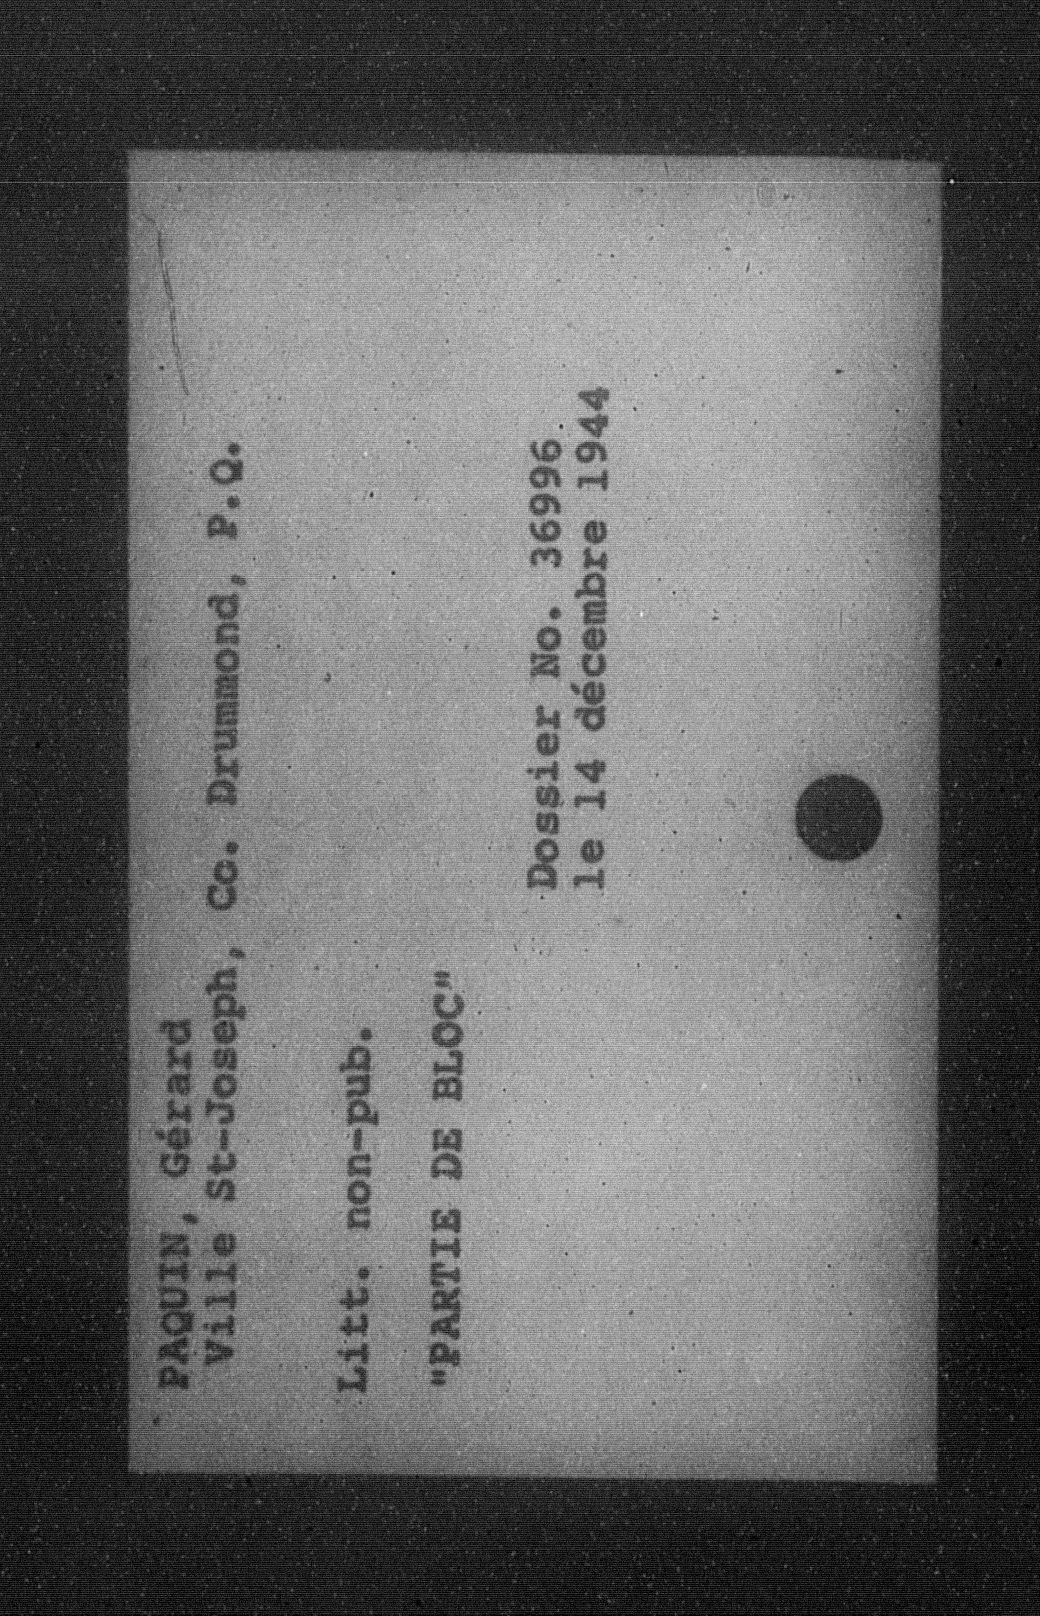 PAQUIN, Gérard
Ville St-Joseph, Co. Drummond, P.Q.
Litt. non-pub.
"PARTIE DE BLOC"
Dossier No. 36996
le 14 décembre 1944